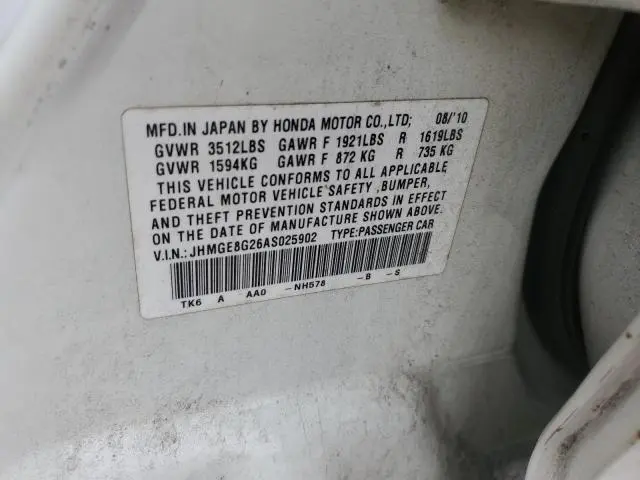 MFD.IN JAPAN BY HONDA MOTOR CO.,LTD; 08/'10
GVWR 3512LBS GAWR F 1921LBS R 1619LBS
GVWR 1594KG GAWR F 872 KG R 735 KG
THIS VEHICLE CONFORMS TO ALL APPLICABLE
FEDERAL MOTOR VEHICLE SAFETY ,BUMPER,
AND THEFT PREVENTION STANDARDS IN EFFECT
ON THE DATE OF MANUFACTURE SHOWN ABOVE.
V.I.N.:JHMGE8G26AS025902 TYPE:PASSENGER CAR
TK6 A AA0 -NH578 -B -S